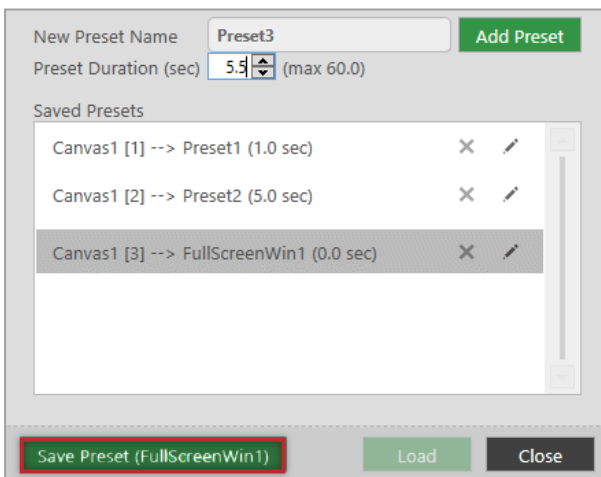 New Preset Name Preset3 Add Preset
Preset Duration (sec) 5.5 (max 60.0)
Saved Presets
Canvas1 [1] --> Preset1 (1.0 sec)
Canvas1 [2] --> Preset2 (5.0 sec)
Canvas1 [3] --> FullScreenWin1 (0.0 sec)
Save Preset (FullScreenWin1) Load Close